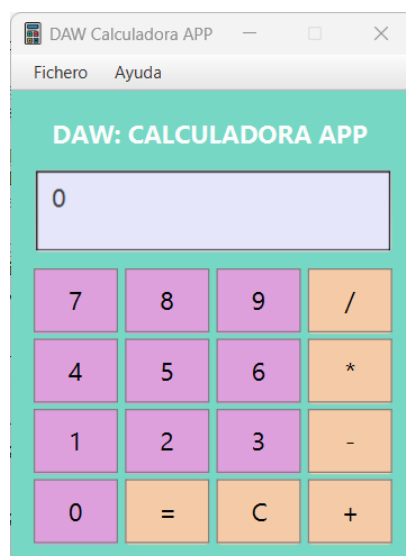 DAW Calculadora APP
Fichero Ayuda
DAW: CALCULADORA APP
0
7 8 9 /
4 5 6 *
1 2 3 -
0 = C +